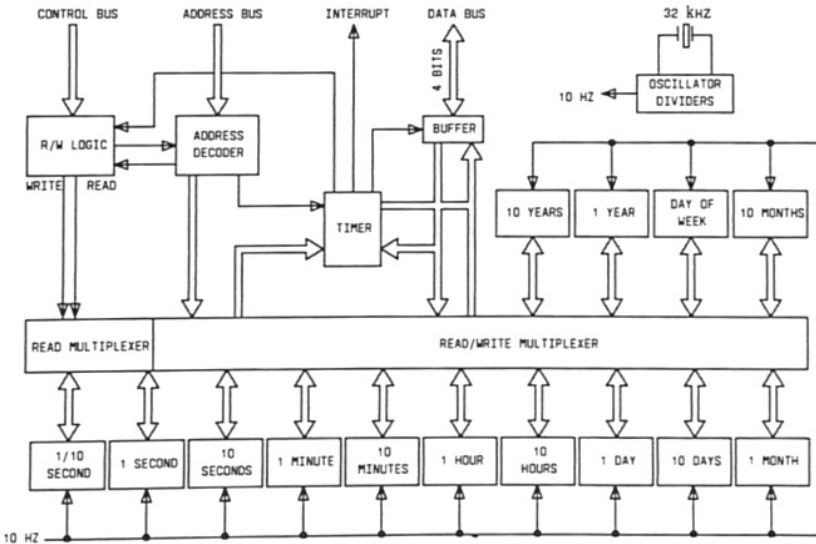 CONTROL BUS
ADDRESS BUS
INTERRUPT
DATA BUS
32 kHZ
4 BITS
10 HZ
OSCILLATOR
DIVIDERS
R/W LOGIC
ADDRESS
DECODER
BUFFER
WRITE READ
TIMER
10 YEARS
1 YEAR
DAY OF
WEEK
10 MONTHS
READ MULTIPLEXER
READ/WRITE MULTIPLEXER
1/10
SECOND
1 SECOND
10
SECONDS
1 MINUTE
10
MINUTES
1 HOUR
10
HOURS
1 DAY
10 DAYS
1 MONTH
10 HZ